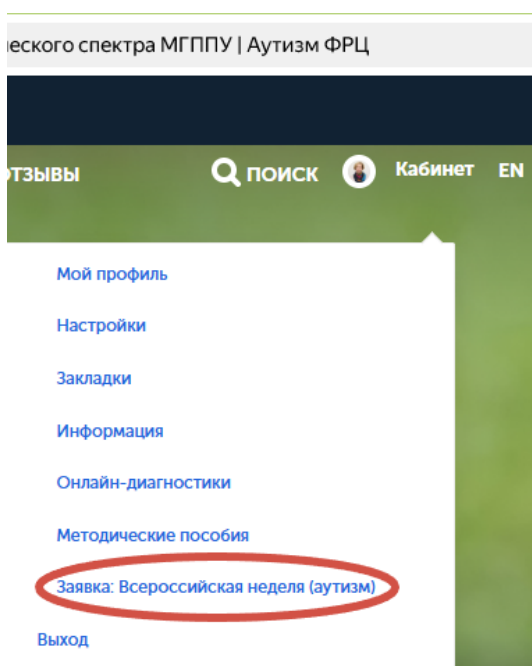 еского спектра МГППУ | Аутизм ФРЦ
отзывы поиск Кабинет EN
Мой профиль
Настройки
Закладки
Информация
Онлайн-диагностики
Методические пособия
Заявка: Всероссийская неделя (аутизм)
Выход